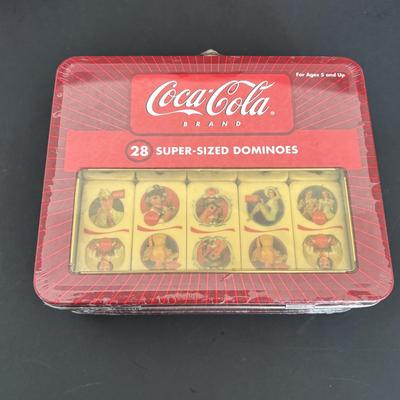 For Ages 5 and Up
Coca-Cola®
BRAND
28 SUPER-SIZED DOMINOES